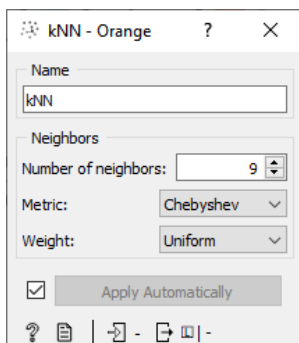 kNN - Orange ? ×
Name
kNN
Neighbors
Number of neighbors: 9
Metric: Chebyshev
Weight: Uniform
Apply Automatically
? | - -